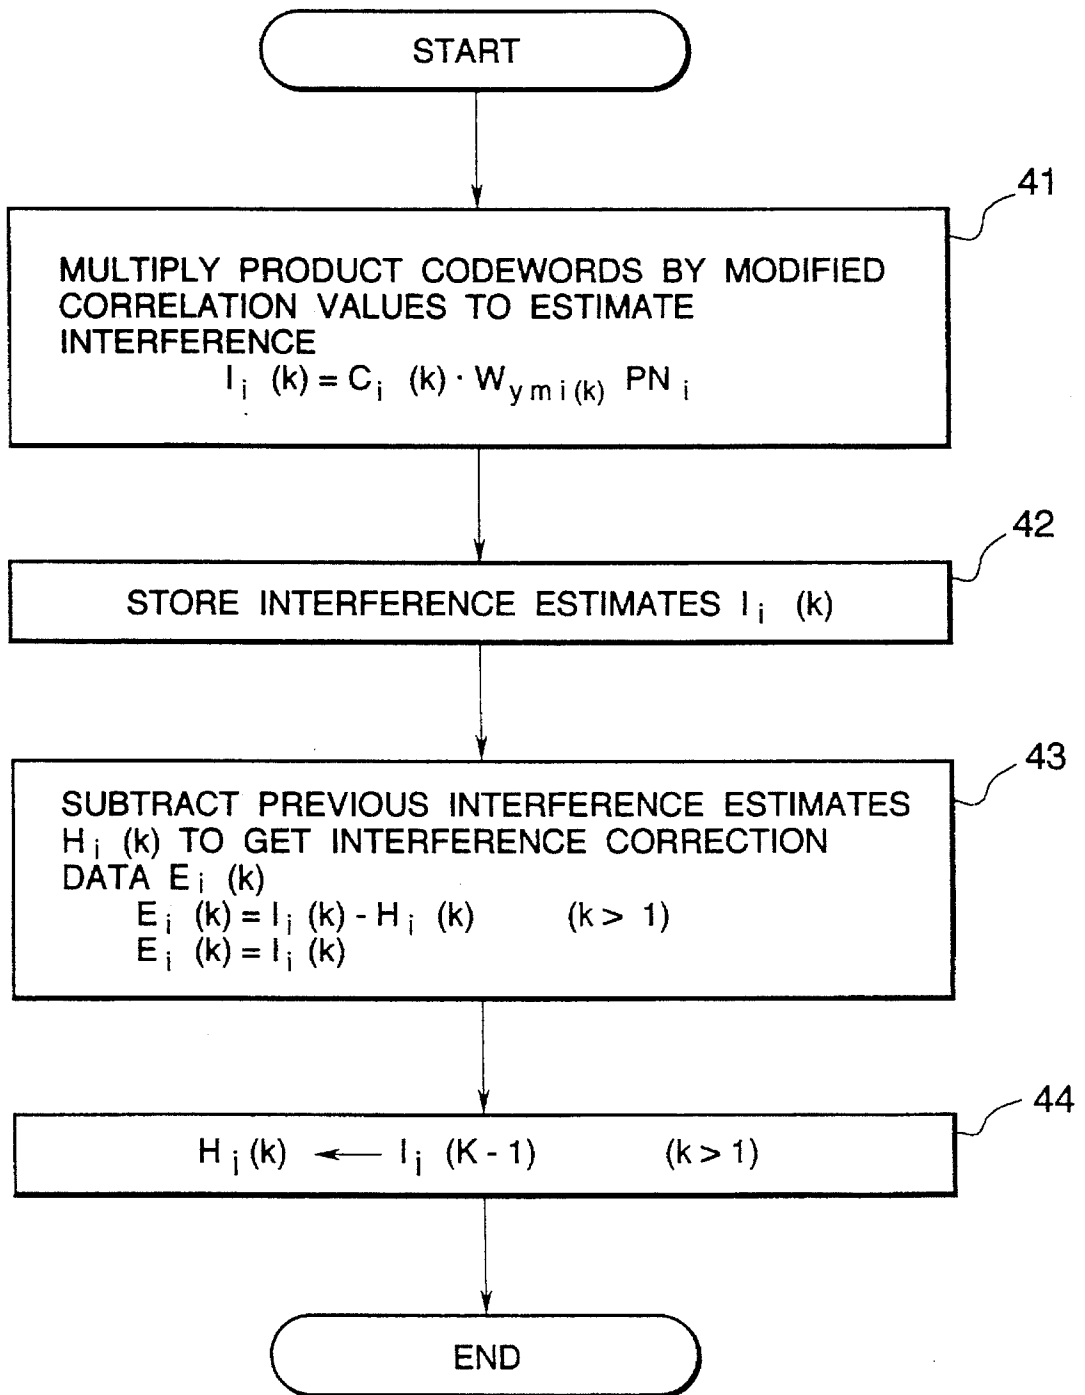 START
41
MULTIPLY PRODUCT CODEWORDS BY MODIFIED
CORRELATION VALUES TO ESTIMATE
INTERFERENCE
I i (k) = C i (k) · W y m i (k) PN i
42
STORE INTERFERENCE ESTIMATES I i (k)
43
SUBTRACT PREVIOUS INTERFERENCE ESTIMATES
H i (k) TO GET INTERFERENCE CORRECTION
DATA E i (k)
E i (k) = I i (k) - H i (k) (k > 1)
E i (k) = I i (k)
44
H i (k) ← I i (K - 1) (k > 1)
END